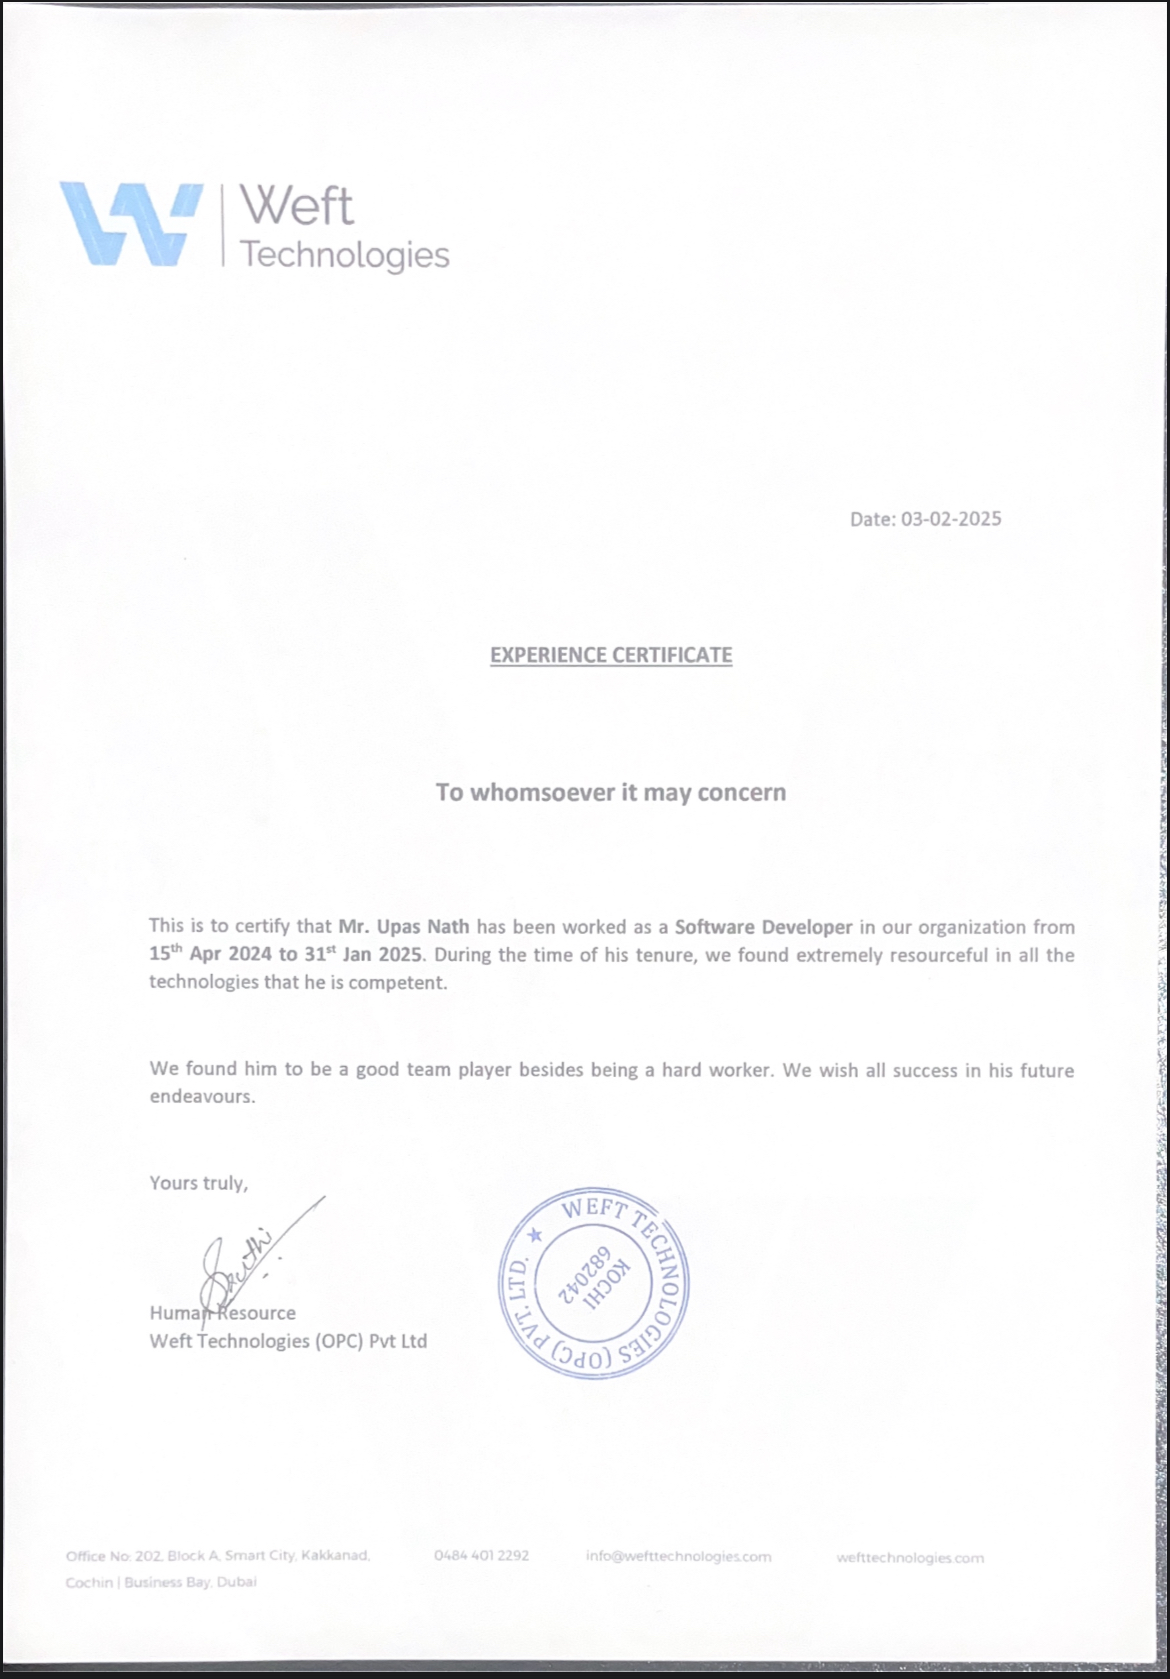 Weft
Technologies
Date: 03-02-2025
EXPERIENCE CERTIFICATE
To whomsoever it may concern
This is to certify that Mr. Upas Nath has been worked as a Software Developer in our organization from
15th Apr 2024 to 31st Jan 2025. During the time of his tenure, we found extremely resourceful in all the
technologies that he is competent.
We found him to be a good team player besides being a hard worker. We wish all success in his future
endeavours.
Yours truly,
Human Resource
Weft Technologies (OPC) Pvt Ltd
WEFT TECHNOLOGIES (OPC) PVT. LTD. ★
KOCHI
682042
Office No: 202, Block A, Smart City, Kakkanad,
Cochin | Business Bay, Dubai
0484 401 2292
info@wefttechnologies.com
wefttechnologies.com